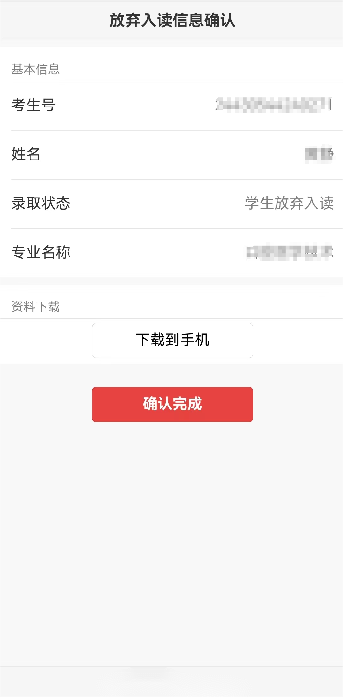 放弃入读信息确认
基本信息
考生号
姓名
录取状态 学生放弃入读
专业名称
资料下载
下载到手机
确认完成